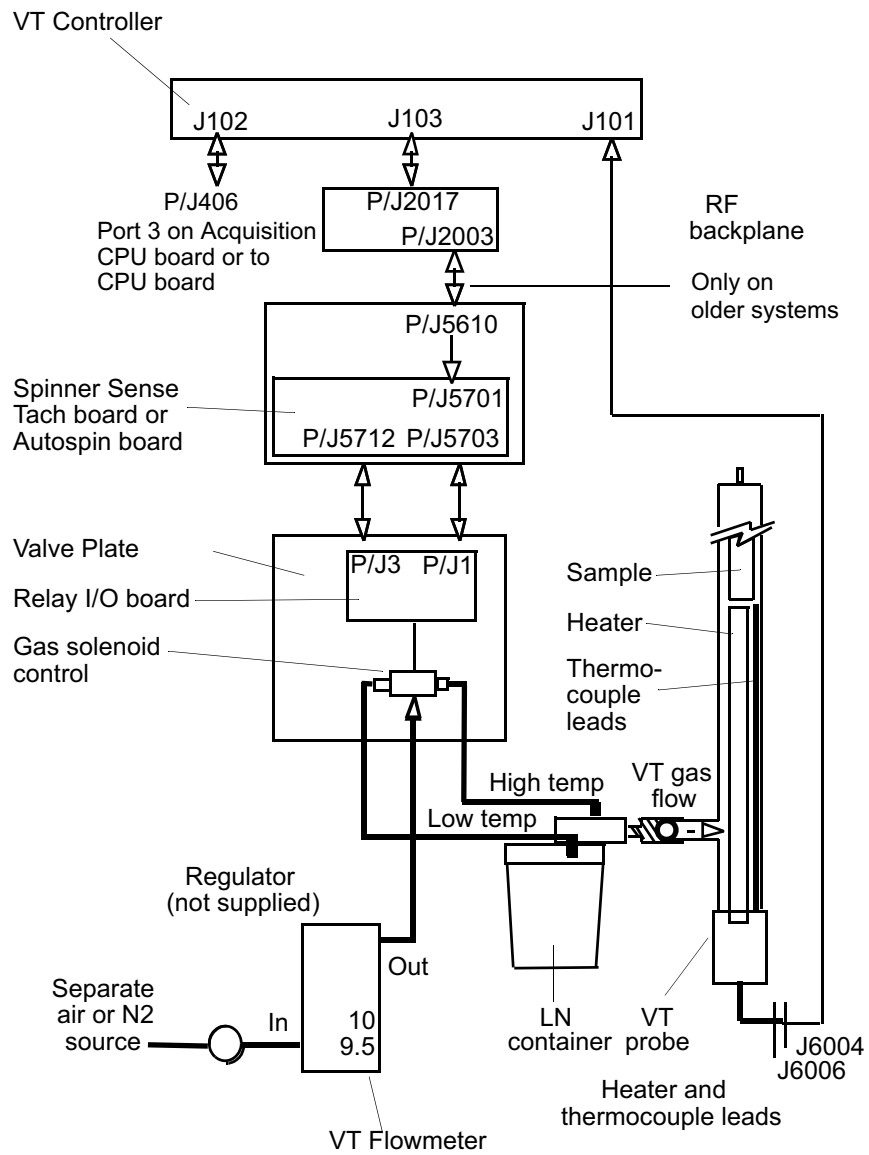 VT Controller
J102
J103
J101
P/J406
Port 3 on Acquisition
CPU board or to
CPU board
P/J2017
P/J2003
RF
backplane
Only on
older systems
P/J5610
P/J5701
P/J5712 P/J5703
Spinner Sense
Tach board or
Autospin board
Valve Plate
P/J3 P/J1
Relay I/O board
Gas solenoid
control
Sample
Heater
Thermo-
couple
leads
High temp
Low temp
VT gas
flow
Regulator
(not supplied)
Out
Separate
air or N2
source
In
10
9.5
LN
container
VT
probe
J6004
J6006
Heater and
thermocouple leads
VT Flowmeter